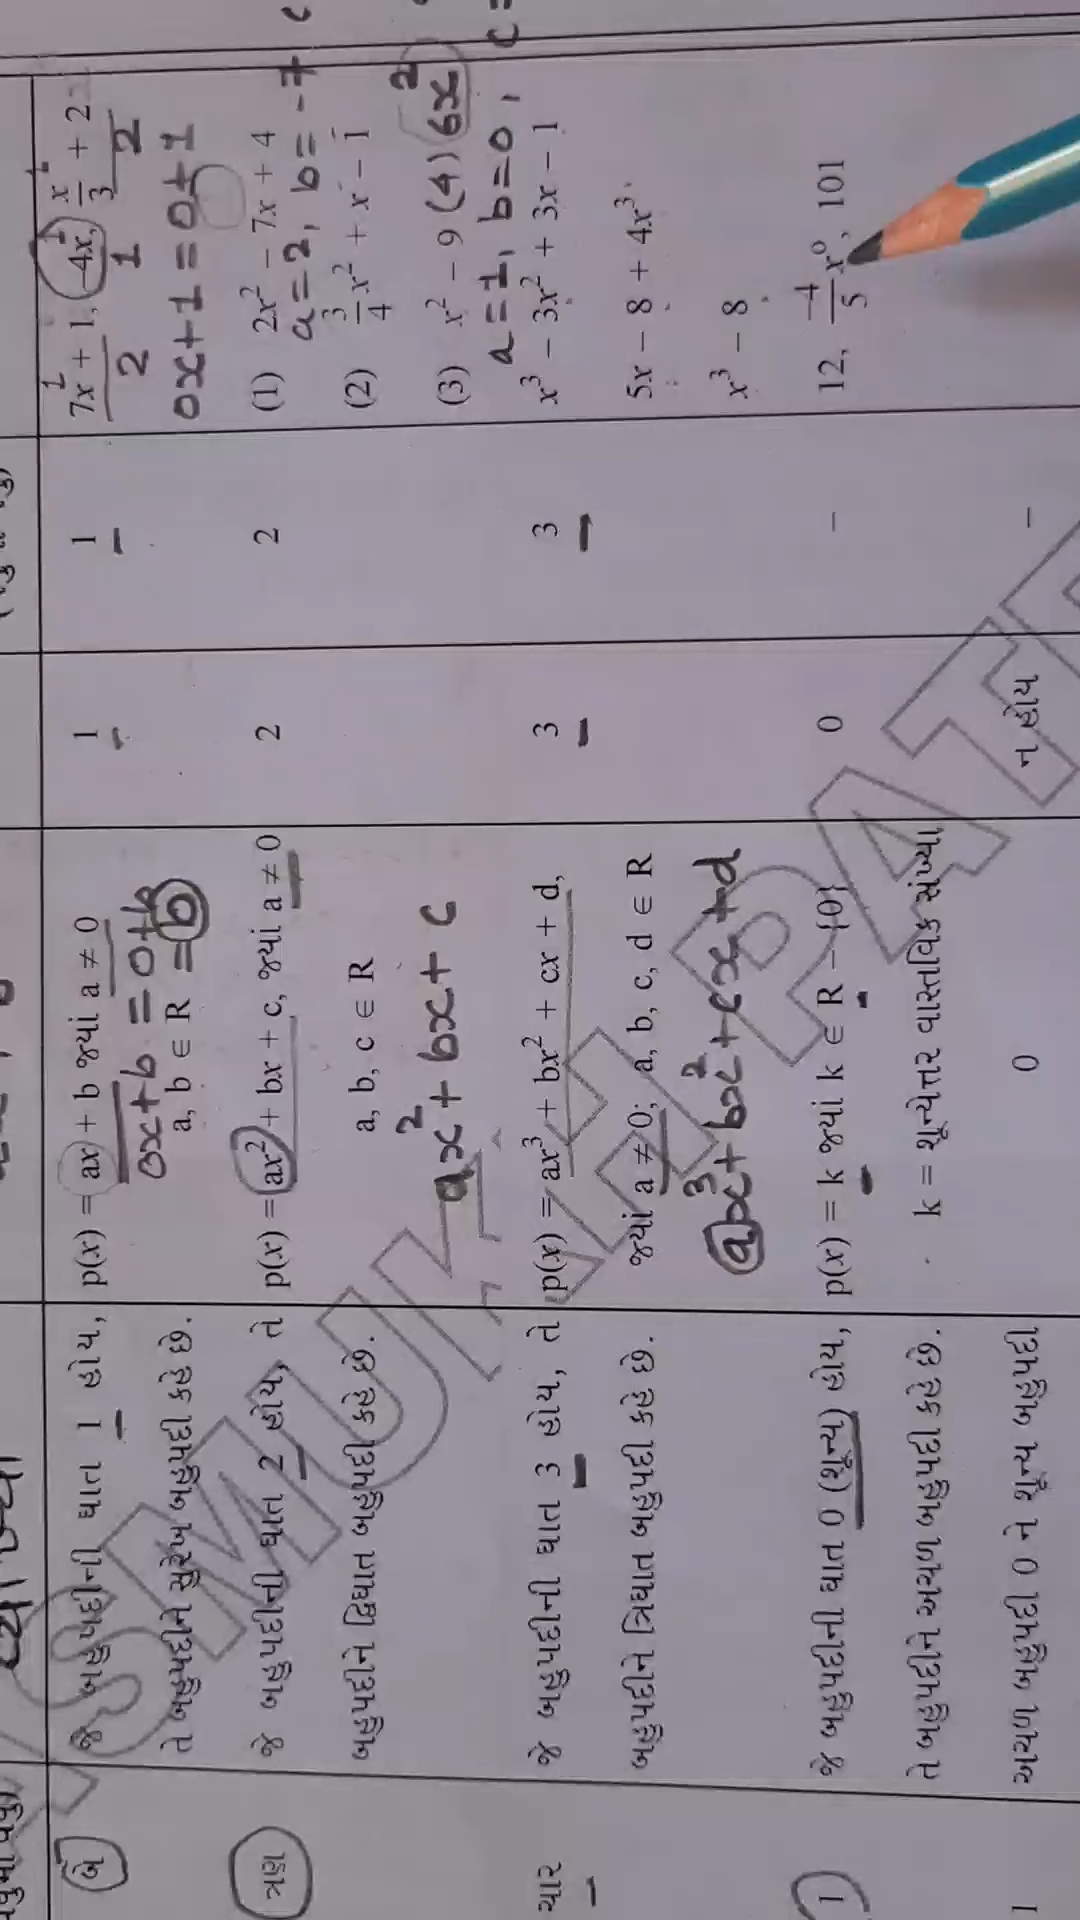 બે
જે બહુપદીની ઘાત 1 હોય,
તે બહુપદીને સુરેખ બહુપદી કહે છે.
p(x) = ax + b જ્યાં a ≠ 0
0x+b = 0+b
a, b ∈ R = b
1
1
7x + 1, -4x, x/3 + 2
2 1 2
0x+1=0+1
ત્રણ
જે બહુપદીની ઘાત 2 હોય, તે
બહુપદીને દ્વિઘાત બહુપદી કહે છે.
p(x) = ax² + bx + c, જ્યાં a ≠ 0
a, b, c ∈ R
ax² + bx + c
2
2
(1) 2x² − 7x + 4
a=2, b=-7
(2) 3/4 x² + x − 1
(3) x² − 9 (4) 6x²
a=1, b=0, c=
ચાર
જે બહુપદીની ઘાત 3 હોય, તે
બહુપદીને ત્રિઘાત બહુપદી કહે છે.
p(x) = ax³ + bx² + cx + d,
જ્યાં a ≠ 0; a, b, c, d ∈ R
ax³+bx²+cx+d
3
3
x³ − 3x² + 3x − 1
5x − 8 + 4x³
x³ − 8
1
જે બહુપદીની ઘાત 0 (શૂન્ય) હોય,
તે બહુપદીને અચળ બહુપદી કહે છે.
p(x) = k જ્યાં k ∈ R − {0}
k = શૂન્યેત્તર વાસ્તવિક સંખ્યા
0
–
12, -4/5 x⁰, 101
1
અચળ બહુપદી 0 ને શૂન્ય બહુપદી
0
ન હોય
–